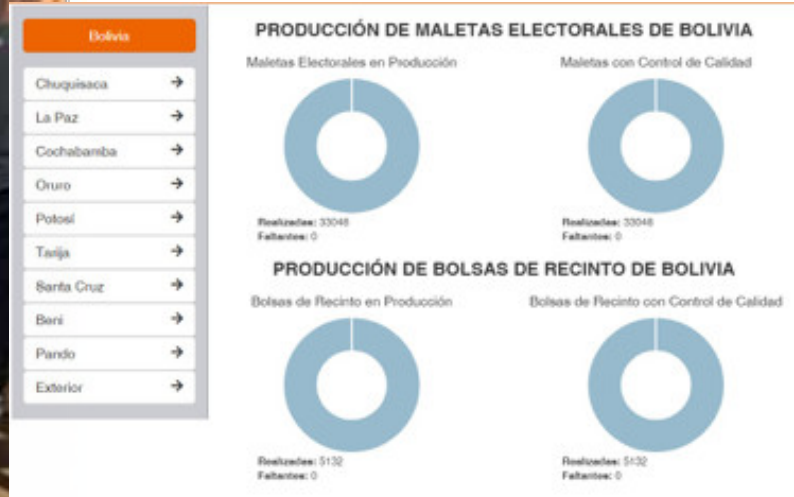 Bolivia
Chuquisaca
La Paz
Cochabamba
Oruro
Potosí
Tarija
Santa Cruz
Beni
Pando
Exterior
PRODUCCIÓN DE MALETAS ELECTORALES DE BOLIVIA
Maletas Electorales en Producción
Maletas con Control de Calidad
Realizadas: 33048
Faltantes: 0
Realizadas: 33048
Faltantes: 0
PRODUCCIÓN DE BOLSAS DE RECINTO DE BOLIVIA
Bolsas de Recinto en Producción
Bolsas de Recinto con Control de Calidad
Realizadas: 5132
Faltantes: 0
Realizadas: 5132
Faltantes: 0